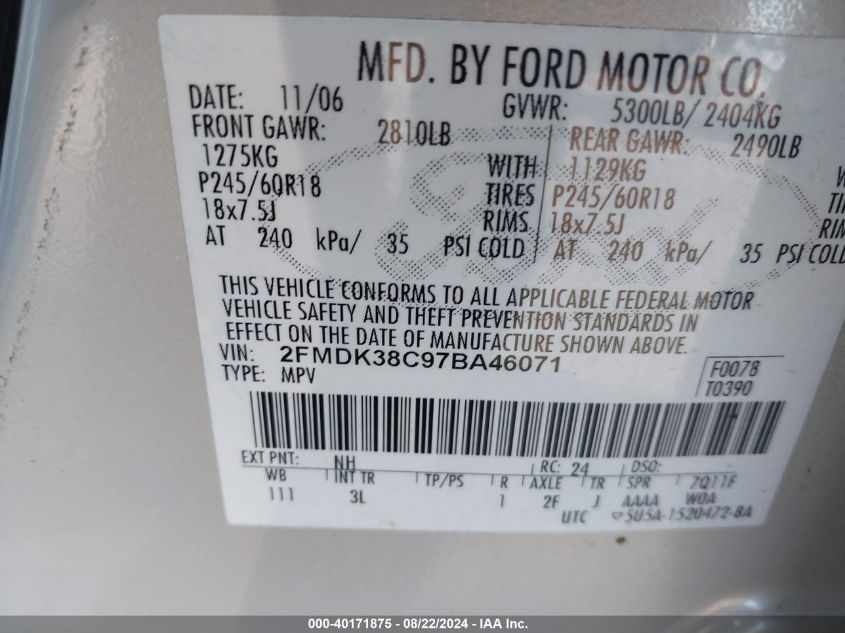 MFD. BY FORD MOTOR CO.
DATE: 11/06 GVWR: 5300LB/ 2404KG
FRONT GAWR: 2810LB REAR GAWR: 2490LB
1275KG WITH 1129KG
P245/60R18 TIRES P245/60R18
18x7.5J RIMS 18x7.5J
AT 240 kPa/ 35 PSI COLD AT 240 kPa/ 35 PSI COLD
THIS VEHICLE CONFORMS TO ALL APPLICABLE FEDERAL MOTOR
VEHICLE SAFETY AND THEFT PREVENTION STANDARDS IN
EFFECT ON THE DATE OF MANUFACTURE SHOWN ABOVE.
VIN: 2FMDK38C97BA46071 F0078
TYPE: MPV T0390
EXT PNT: NH RC: 24 DSO:
WB INT TR TP/PS R AXLE TR SPR 7Q11F
111 3L 1 2F J AAAA W0A
UTC 5U5A-1520472-BA
000-40171875 - 08/22/2024 - IAA Inc.